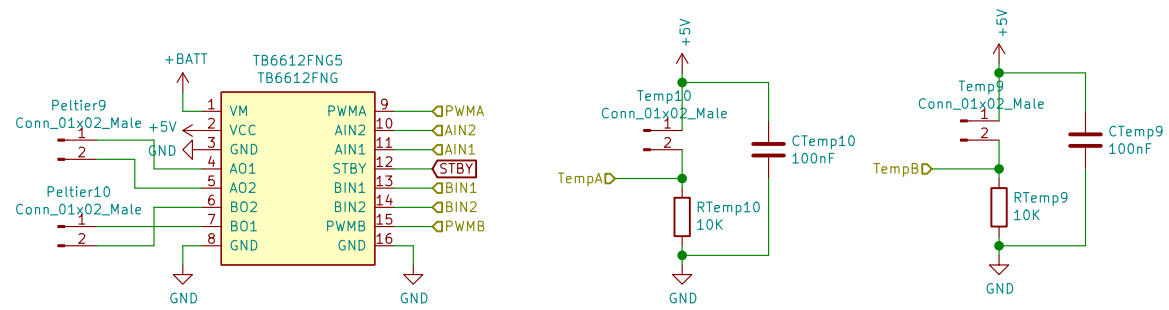 +BATT
TB6612FNG5
TB6612FNG
Peltier9
Conn_01x02_Male
1
2
+5V
GND
Peltier10
Conn_01x02_Male
1
2
1 VM PWMA 9 PWMA
2 VCC AIN2 10 AIN2
3 GND AIN1 11 AIN1
4 AO1 STBY 12 STBY
5 AO2 BIN1 13 BIN1
6 BO2 BIN2 14 BIN2
7 BO1 PWMB 15 PWMB
8 GND GND 16
GND
GND
+5V
Temp10
Conn_01x02_Male
1
2
CTemp10
100nF
TempA
RTemp10
10K
GND
+5V
Temp9
Conn_01x02_Male
1
2
CTemp9
100nF
TempB
RTemp9
10K
GND